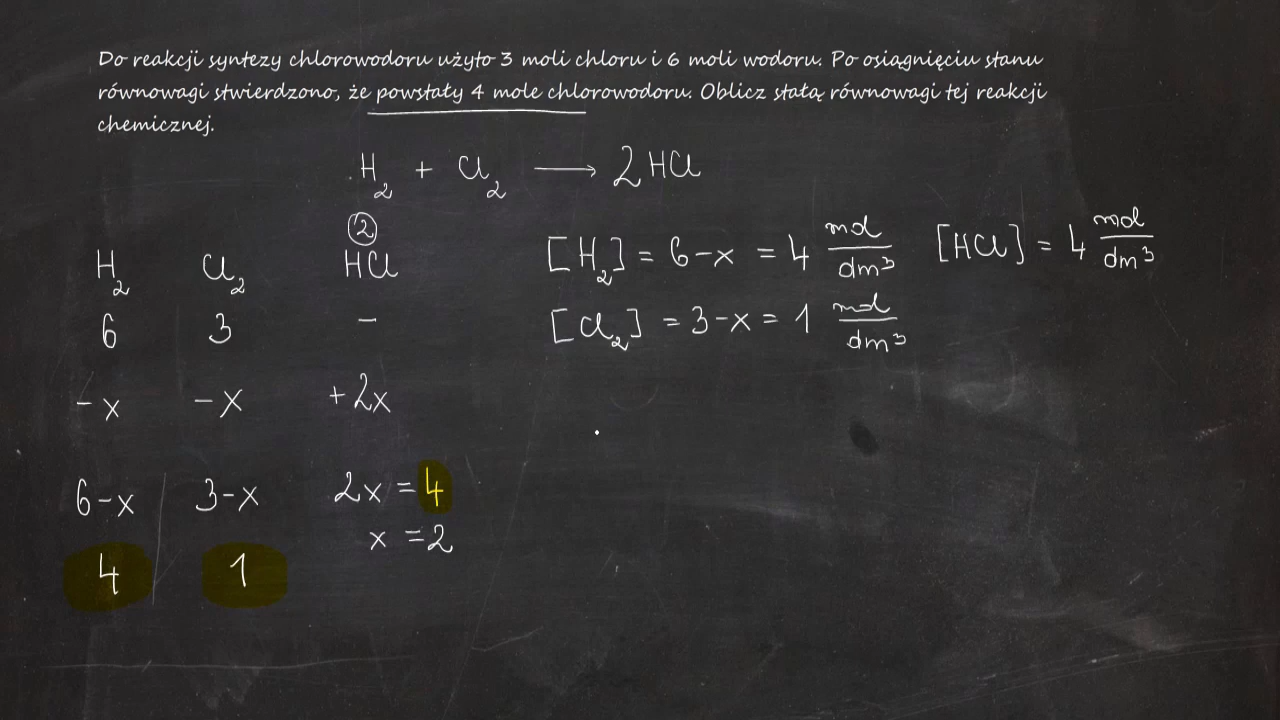 Do reakcji syntezy chlorowodoru użyto 3 moli chloru i 6 moli wodoru. Po osiągnięciu stanu
równowagi stwierdzono, że powstały 4 mole chlorowodoru. Oblicz stałą równowagi tej reakcji
chemicznej.
H₂ + Cl₂ ⟶ 2HCl
②
H₂ Cl₂ HCl
6 3 –
-x -x +2x
6-x 3-x 2x = 4
x = 2
4 1
[H₂] = 6-x = 4 mol/dm³ [HCl] = 4 mol/dm³
[Cl₂] = 3-x = 1 mol/dm³